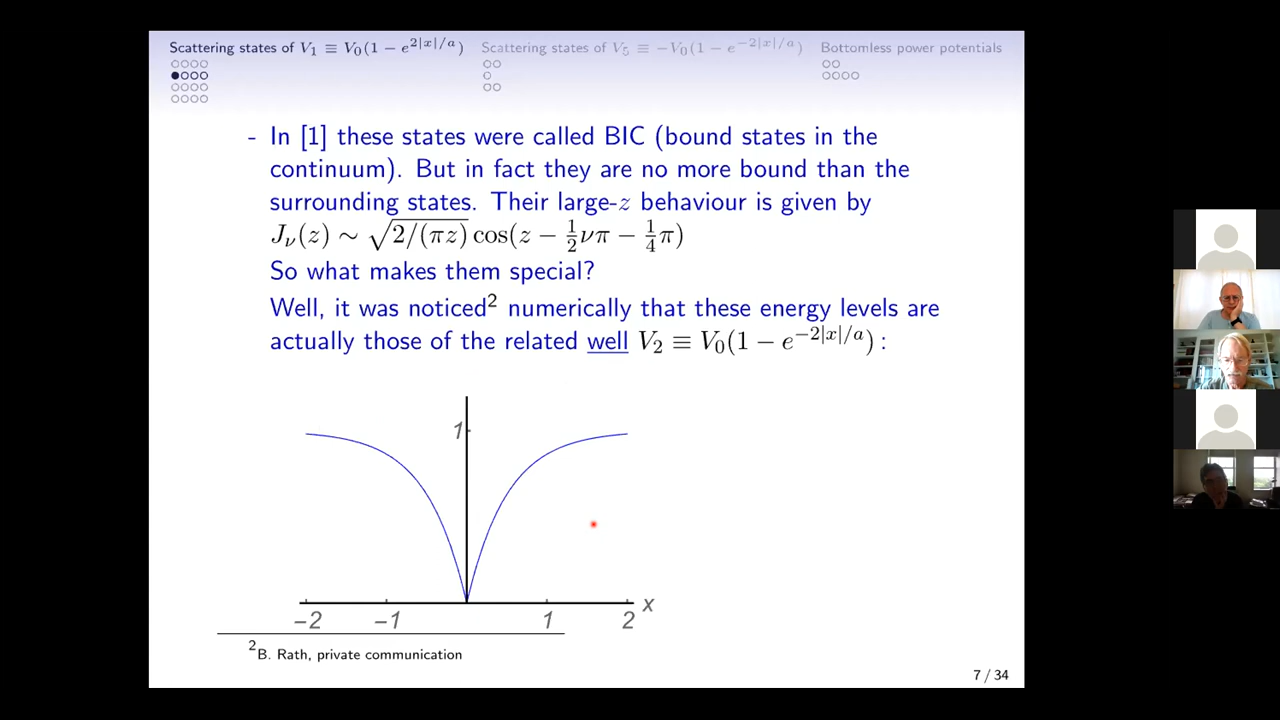 Scattering states of V₁ ≡ V₀(1 − e^{2|x|/a}) Scattering states of V₅ ≡ −V₀(1 − e^{−2|x|/a}) Bottomless power potentials
- In [1] these states were called BIC (bound states in the
continuum). But in fact they are no more bound than the
surrounding states. Their large-z behaviour is given by
J_ν(z) ∼ √(2/(πz)) cos(z − ½νπ − ¼π)
So what makes them special?
Well, it was noticed² numerically that these energy levels are
actually those of the related well V₂ ≡ V₀(1 − e^{−2|x|/a}) :
1
x
−2 −1 1 2
²B. Rath, private communication
7 / 34